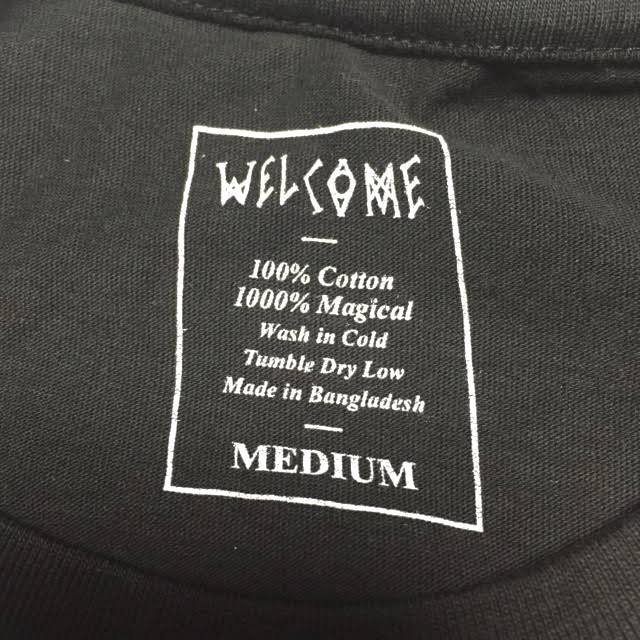 WELCOME
100% Cotton
1000% Magical
Wash in Cold
Tumble Dry Low
Made in Bangladesh
MEDIUM